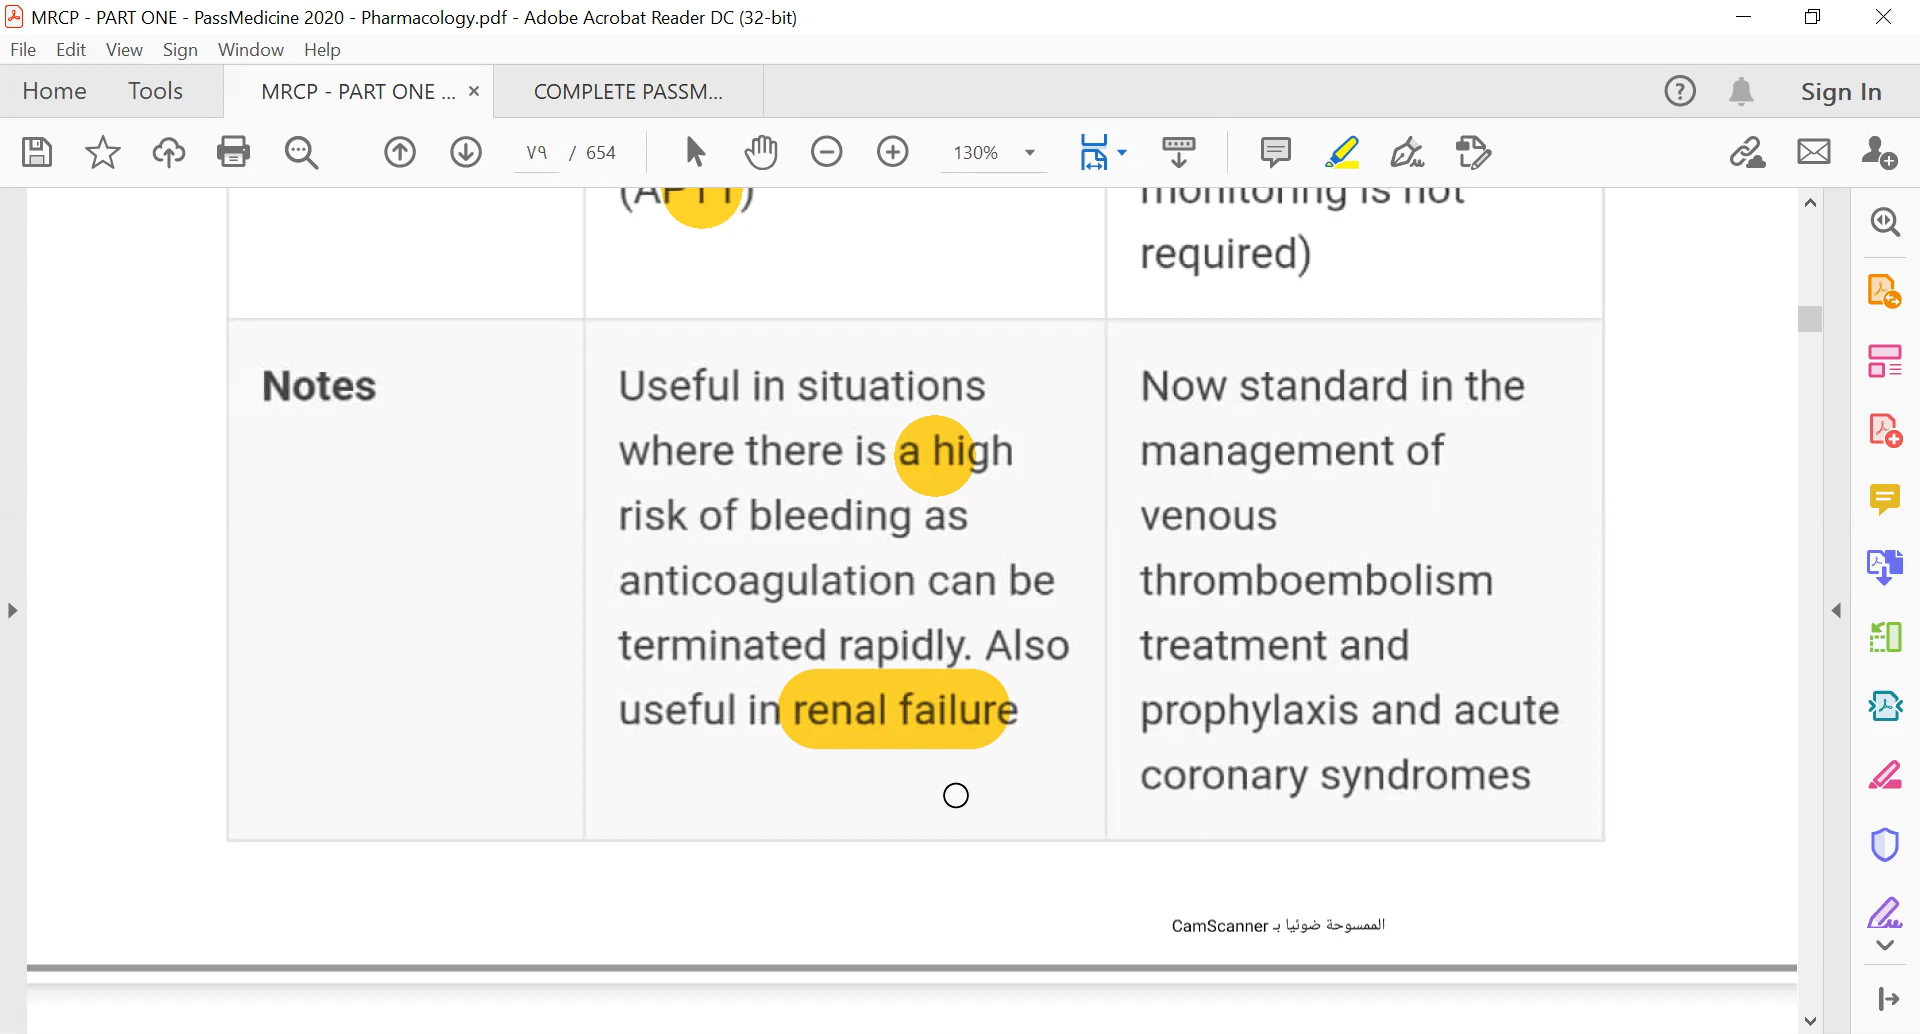 MRCP - PART ONE - PassMedicine 2020 - Pharmacology.pdf - Adobe Acrobat Reader DC (32-bit)
File Edit View Sign Window Help
Home Tools MRCP - PART ONE ... × COMPLETE PASSM... Sign In
٧٩ / 654 130%
(APTT) monitoring is not
required)
Notes
Useful in situations
where there is a high
risk of bleeding as
anticoagulation can be
terminated rapidly. Also
useful in renal failure
Now standard in the
management of
venous
thromboembolism
treatment and
prophylaxis and acute
coronary syndromes
الممسوحة ضوئيا بـ CamScanner